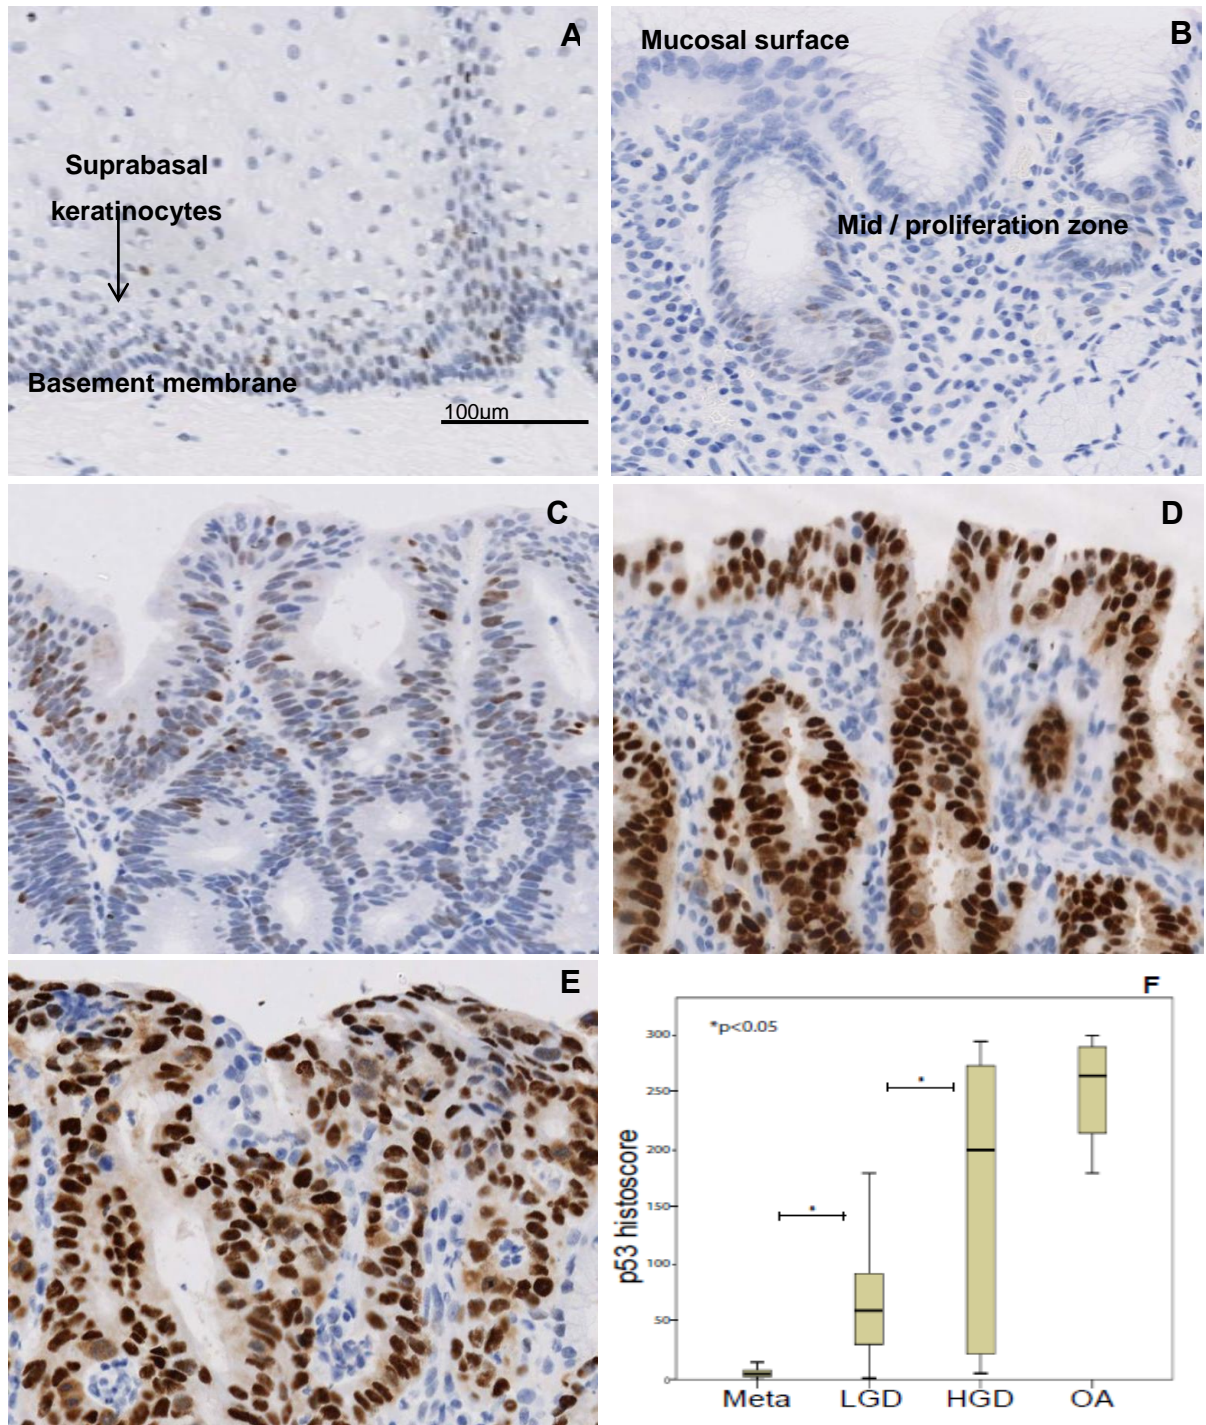 A
Suprabasal
keratinocytes
Basement membrane
100um
Mucosal surface
B
Mid / proliferation zone
C
D
E
F
*p<0.05
300
250
200
150
100
50
0
p53 histoscore
*
*
Meta LGD HGD OA